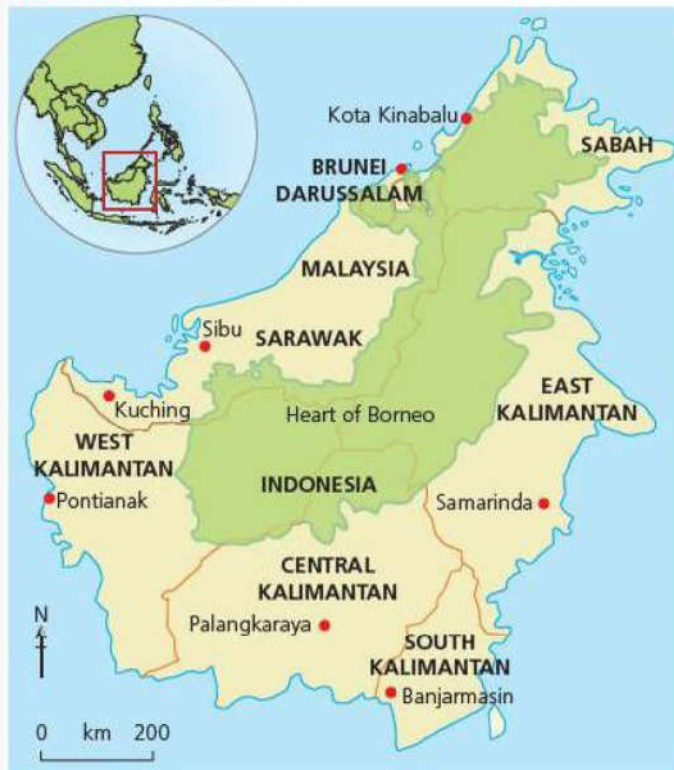 Kota Kinabalu
SABAH
BRUNEI
DARUSSALAM
MALAYSIA
Sibu
SARAWAK
EAST
KALIMANTAN
Kuching
Heart of Borneo
WEST
KALIMANTAN
INDONESIA
Pontianak
Samarinda
CENTRAL
KALIMANTAN
Palangkaraya
SOUTH
KALIMANTAN
Banjarmasin
N
0 km 200